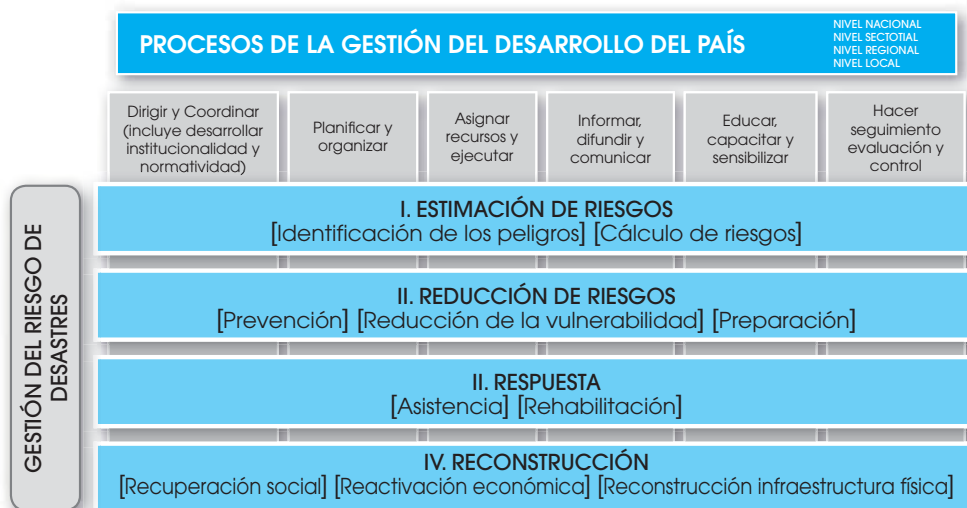 PROCESOS DE LA GESTIÓN DEL DESARROLLO DEL PAÍS
NIVEL NACIONAL
NIVEL SECTOTIAL
NIVEL REGIONAL
NIVEL LOCAL
Dirigir y Coordinar
(incluye desarrollar
institucionalidad y
normatividad)
Planificar y
organizar
Asignar
recursos y
ejecutar
Informar,
difundir y
comunicar
Educar,
capacitar y
sensibilizar
Hacer
seguimiento
evaluación y
control
GESTIÓN DEL RIESGO DE
DESASTRES
I. ESTIMACIÓN DE RIESGOS
[Identificación de los peligros] [Cálculo de riesgos]
II. REDUCCIÓN DE RIESGOS
[Prevención] [Reducción de la vulnerabilidad] [Preparación]
II. RESPUESTA
[Asistencia] [Rehabilitación]
IV. RECONSTRUCCIÓN
[Recuperación social] [Reactivación económica] [Reconstrucción infraestructura física]